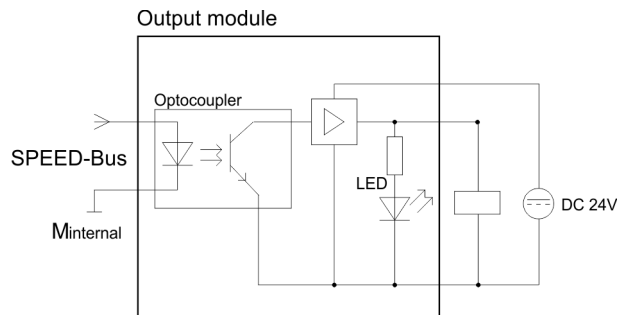 Output module
Optocoupler
SPEED-Bus
LED
DC 24V
Minternal